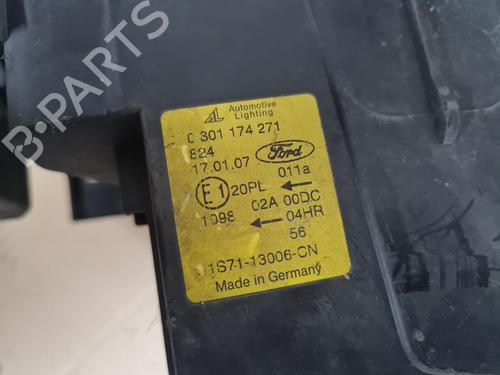 AL Automotive
Lighting
0 301 174 271
824
17.01.07 Ford
011a
E1 20PL ←
02A 00DC
1098 ← 04HR
56
1S71-13006-CN
Made in Germany
B-PARTS